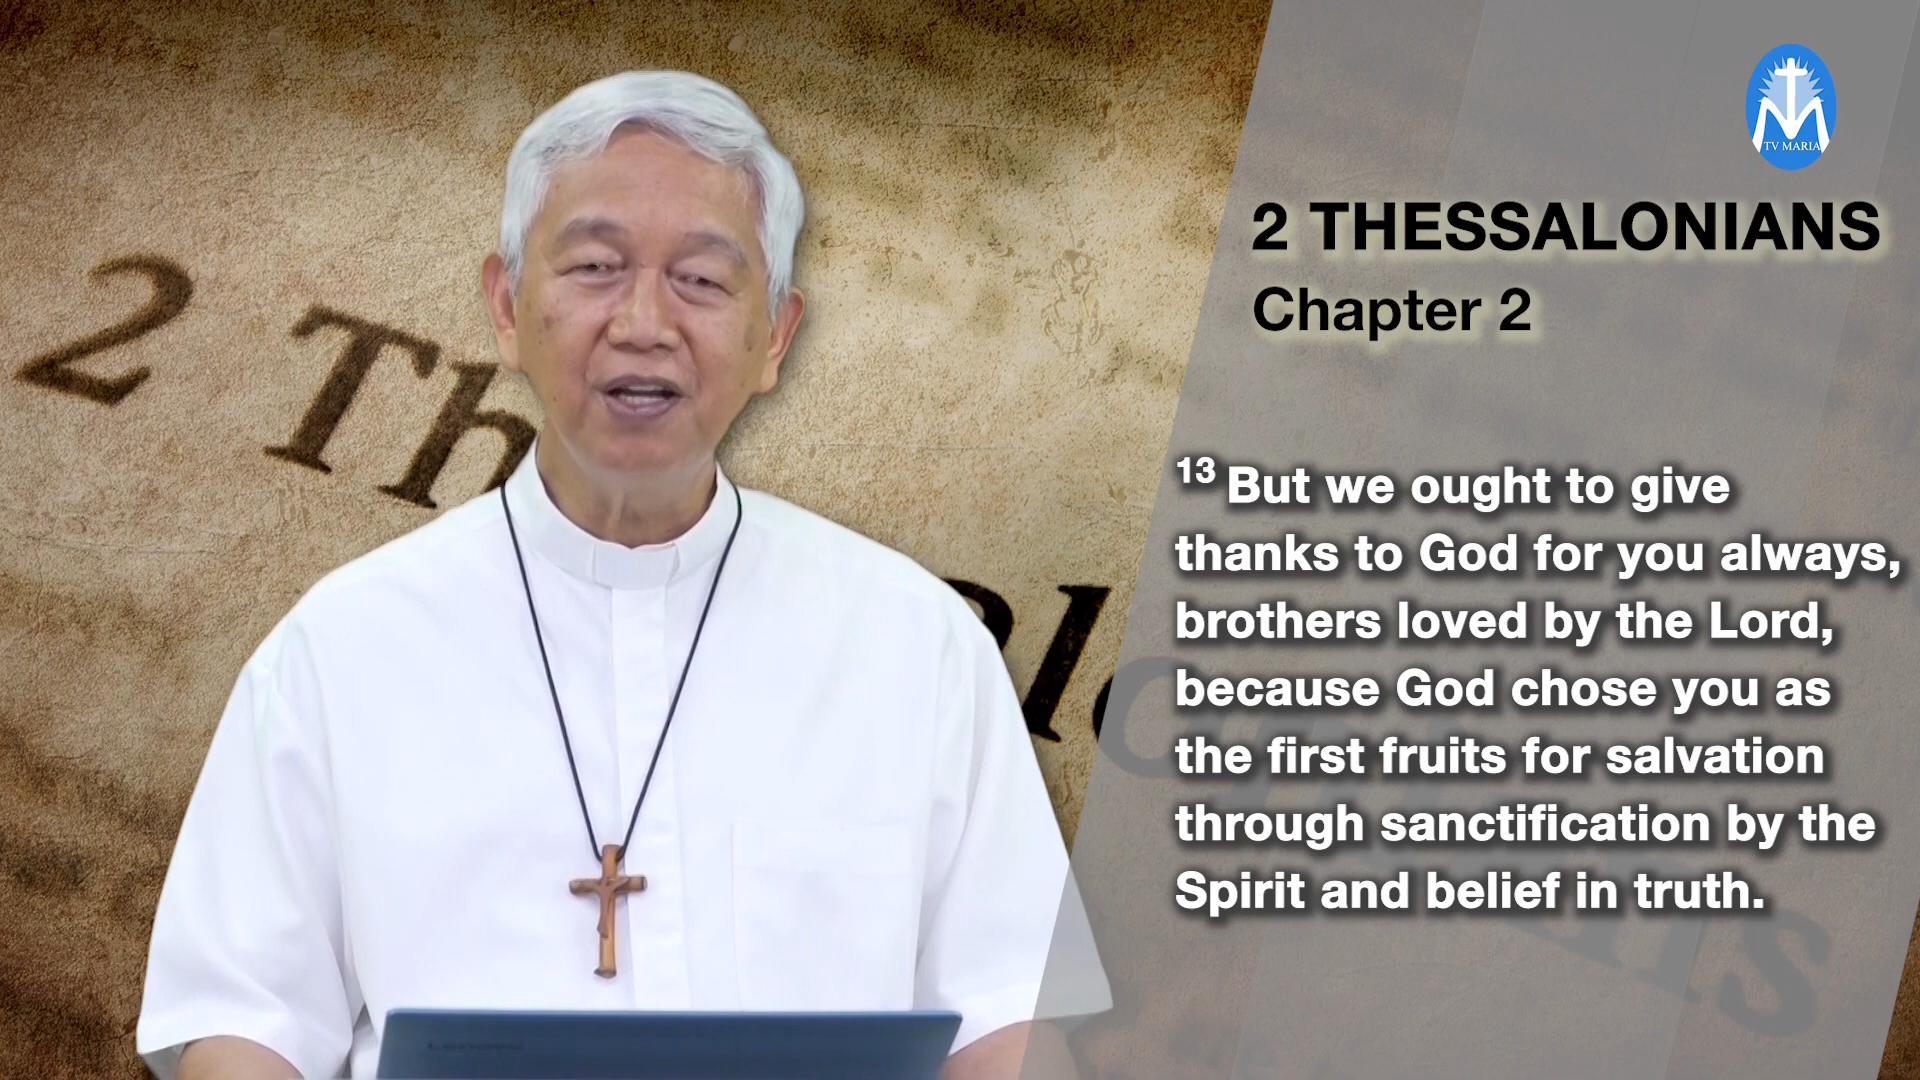 TV MARIA
2 THESSALONIANS
Chapter 2
13 But we ought to give
thanks to God for you always,
brothers loved by the Lord,
because God chose you as
the first fruits for salvation
through sanctification by the
Spirit and belief in truth.
2 Th
Lenovo